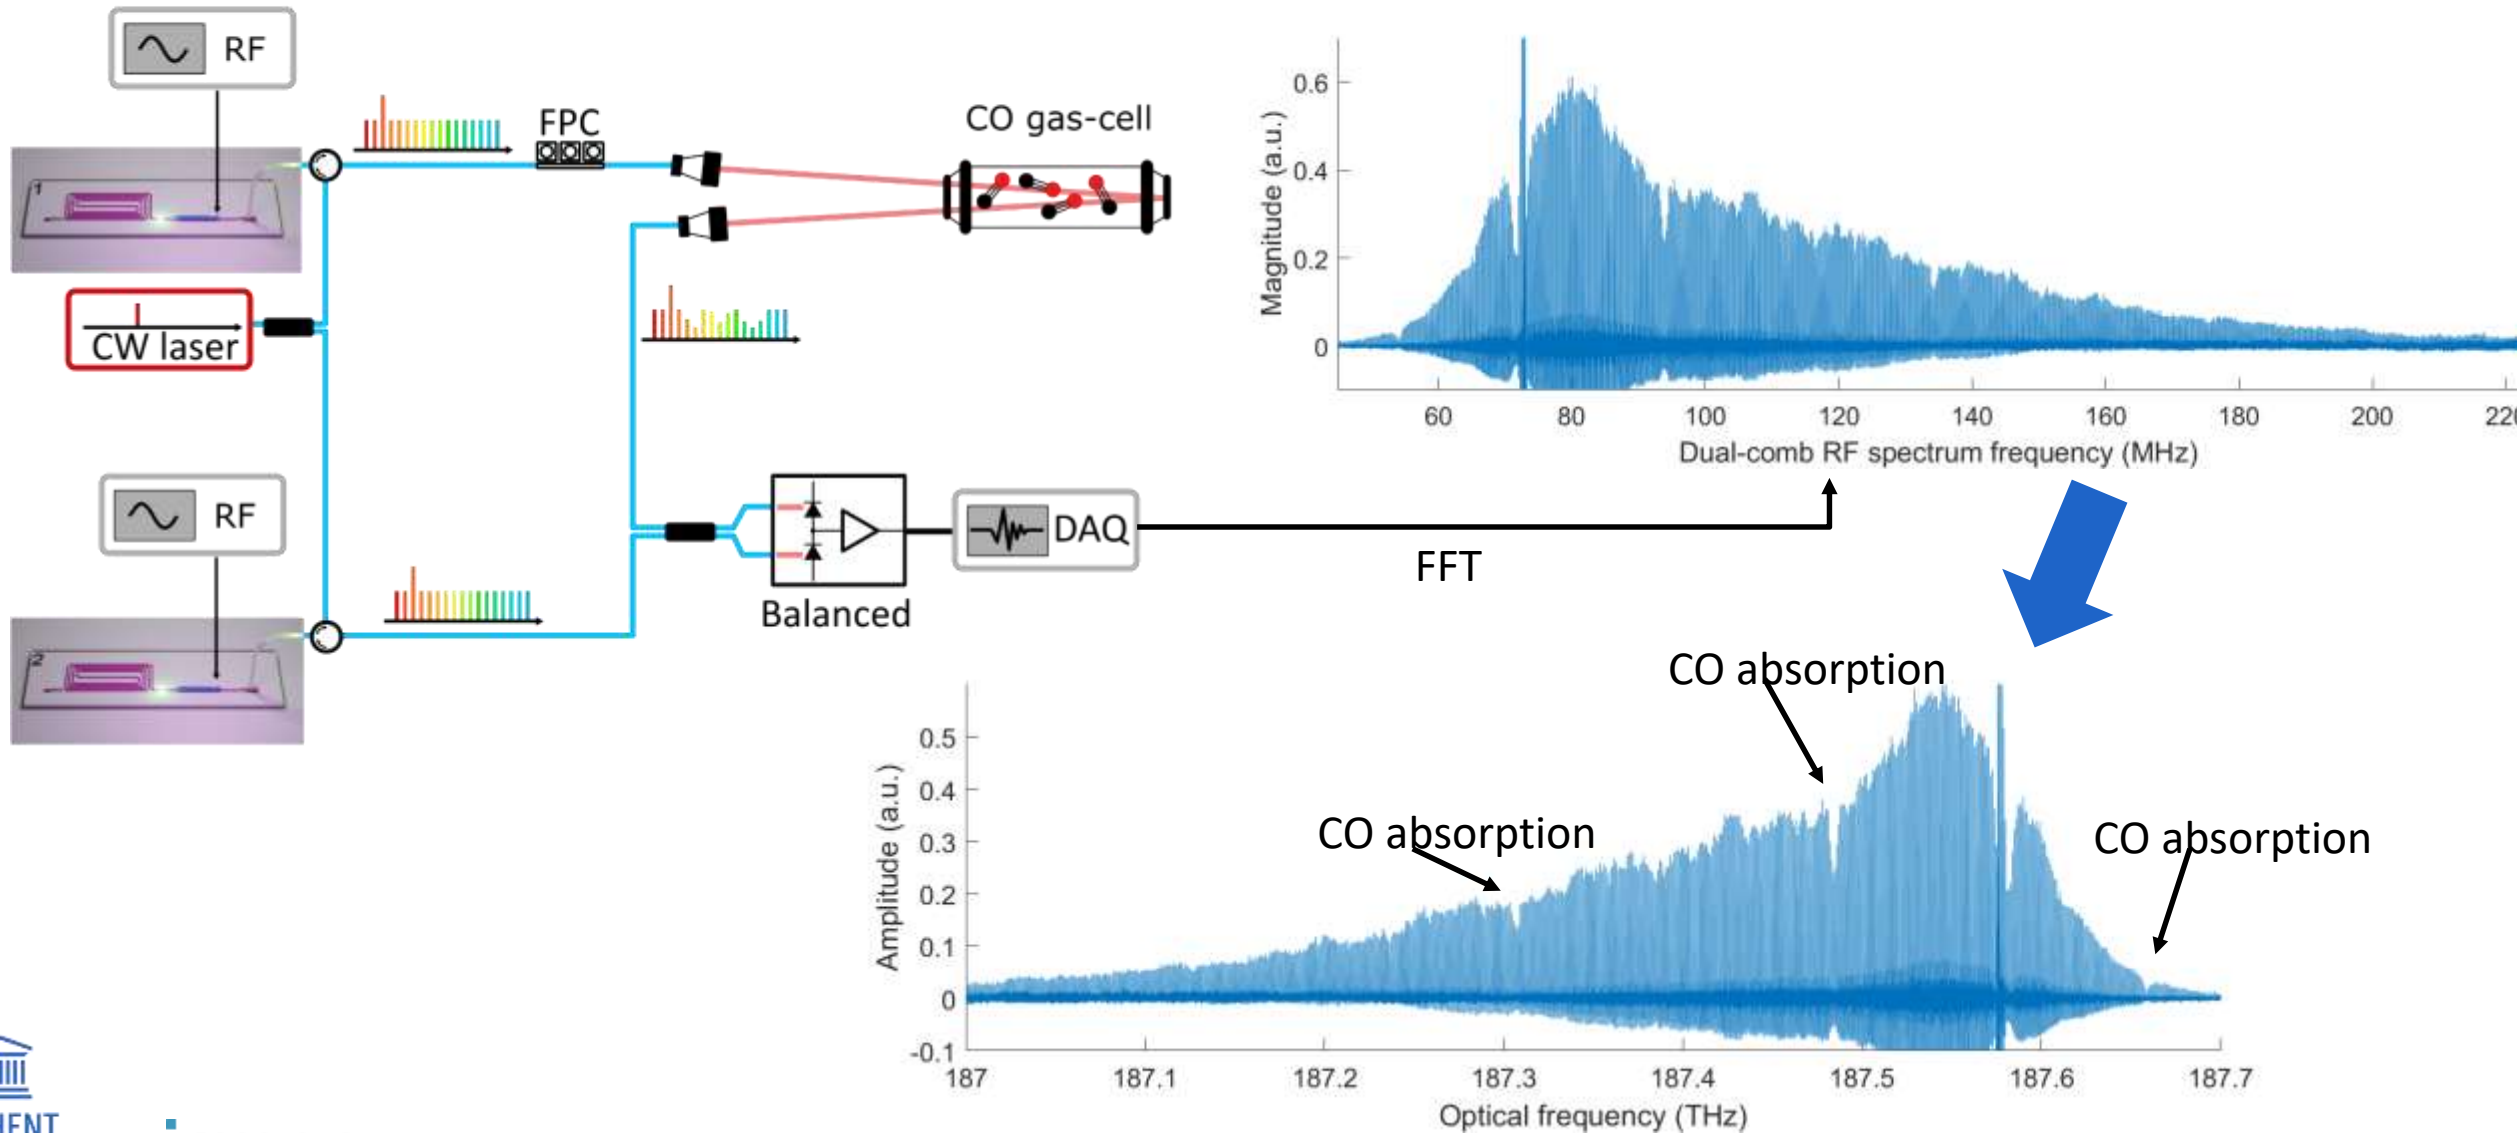 RF
FPC
CO gas-cell
1
CW laser
RF
2
Balanced
DAQ
FFT
Magnitude (a.u.)
0.6
0.4
0.2
0
60 80 100 120 140 160 180 200
Dual-comb RF spectrum frequency (MHz)
CO absorption
CO absorption
CO absorption
Amplitude (a.u.)
0.5
0.4
0.3
0.2
0.1
0
-0.1
187 187.1 187.2 187.3 187.4 187.5 187.6 187.7
Optical frequency (THz)